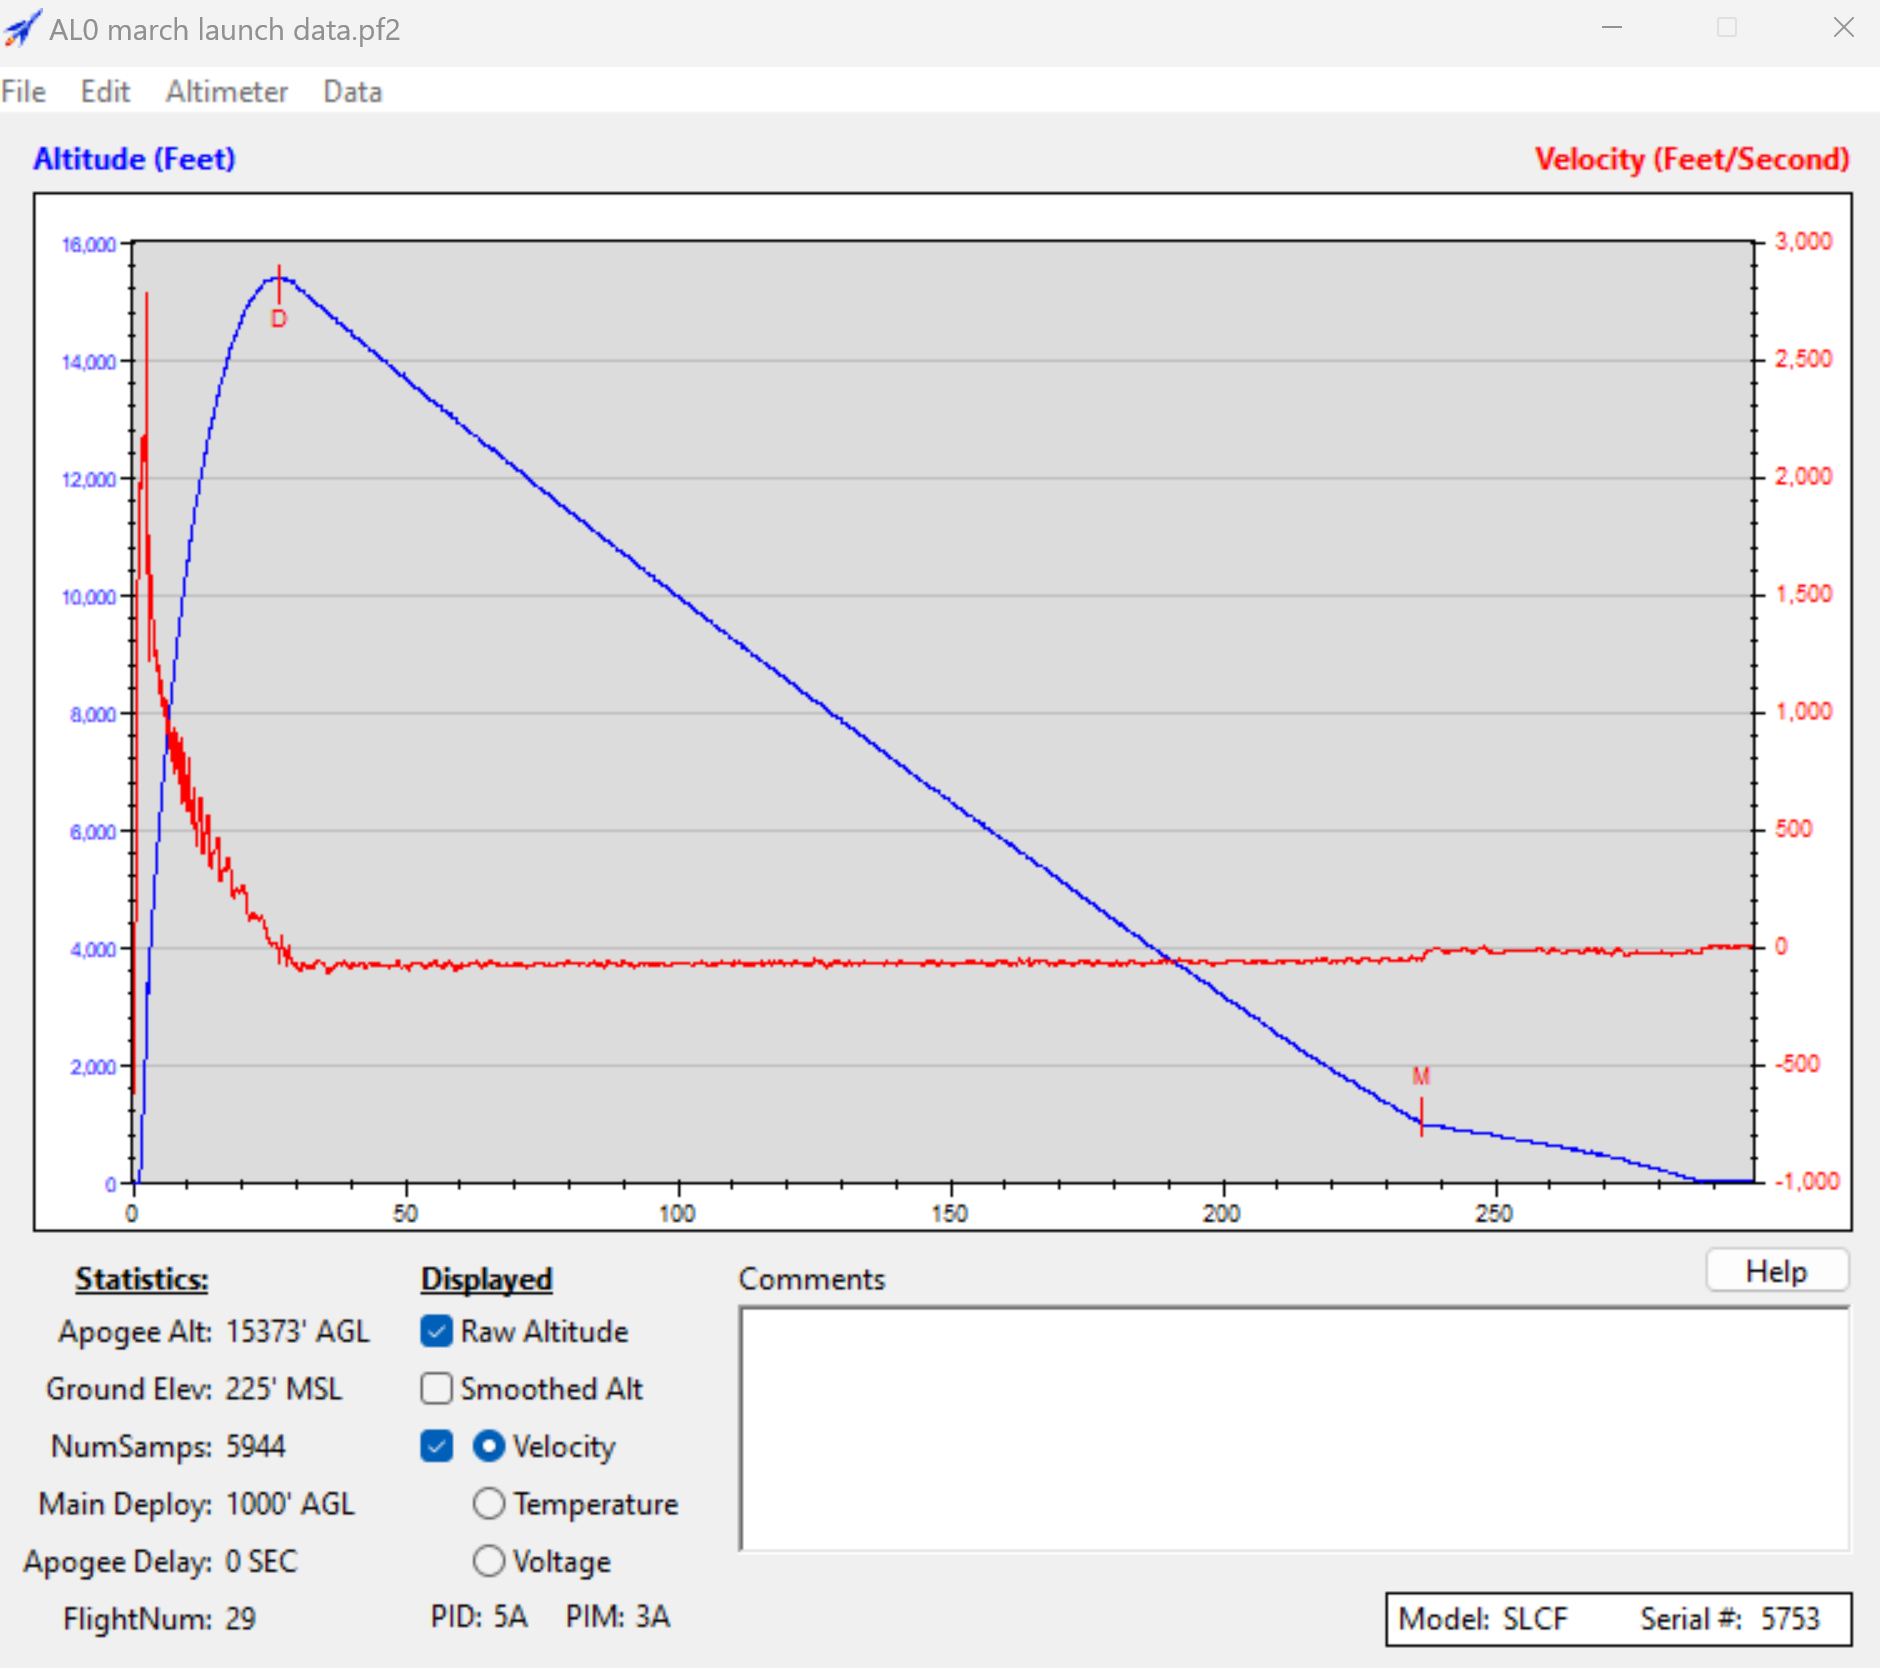 AL0 march launch data.pf2
File Edit Altimeter Data
Altitude (Feet) Velocity (Feet/Second)
16,000 3,000
D
14,000 2,500
12,000 2,000
10,000 1,500
8,000 1,000
6,000 500
4,000 0
2,000 -500
M
0 -1,000
0 50 100 150 200 250
Statistics: Displayed Comments Help
Apogee Alt: 15373' AGL Raw Altitude
Ground Elev: 225' MSL Smoothed Alt
NumSamps: 5944 Velocity
Main Deploy: 1000' AGL Temperature
Apogee Delay: 0 SEC Voltage
FlightNum: 29 PID: 5A PIM: 3A Model: SLCF Serial #: 5753